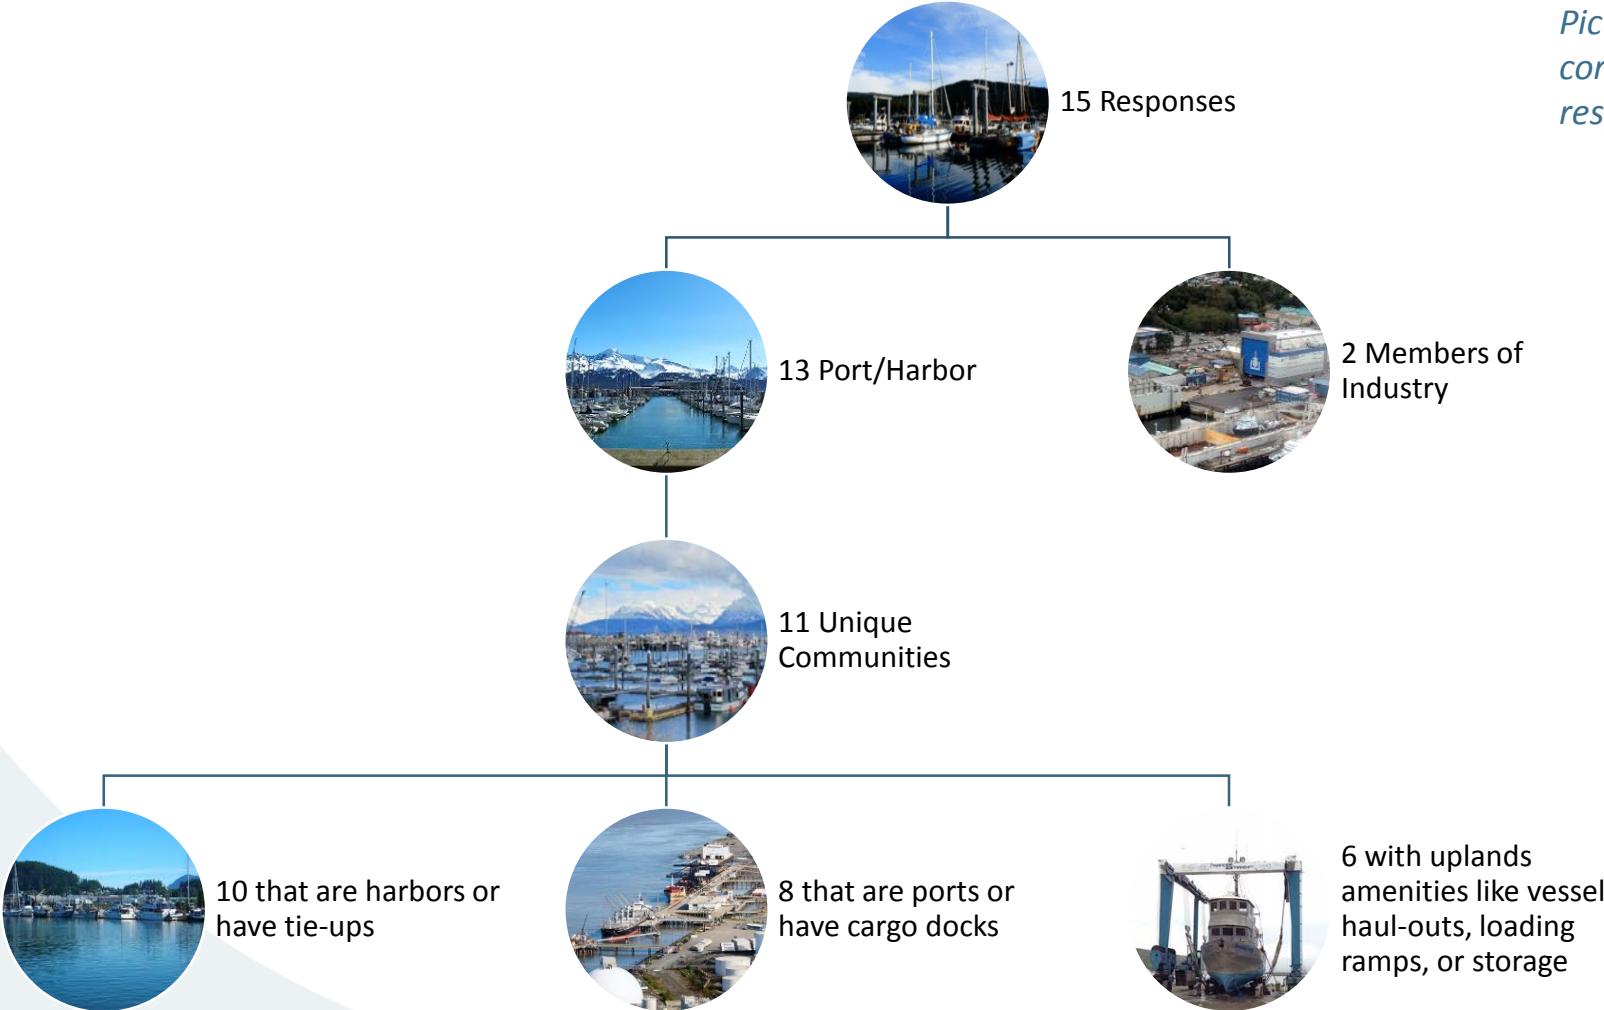 15 Responses
13 Port/Harbor
2 Members of
Industry
11 Unique
Communities
10 that are harbors or
have tie-ups
8 that are ports or
have cargo docks
6 with uplands
amenities like vessel
haul-outs, loading
ramps, or storage